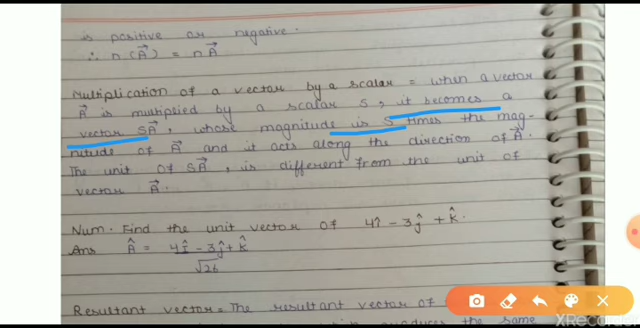 is positive or negative.
∴ n(A⃗) = nA⃗
Multiplication of a vector by a scalar = when a vector
A⃗ is multiplied by a scalar S, it becomes a
vector SA⃗, whose magnitude is S times the mag-
nitude of A⃗ and it acts along the direction of A⃗.
The unit of SA⃗, is different from the unit of
vector A⃗.
Num. Find the unit vector of 4î - 3ĵ + k̂.
Ans Â = 4î - 3ĵ + k̂
√26
Resultant vector = The resultant vector of
the same
XRecorder